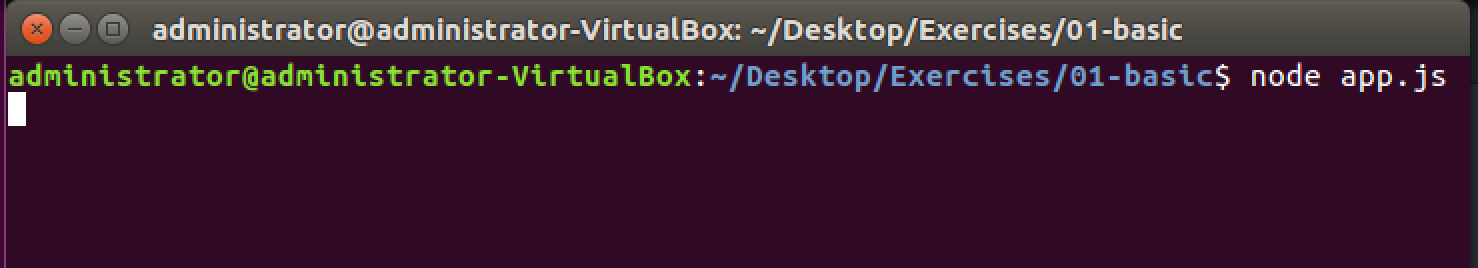 administrator@administrator-VirtualBox: ~/Desktop/Exercises/01-basic
administrator@administrator-VirtualBox:~/Desktop/Exercises/01-basic$ node app.js